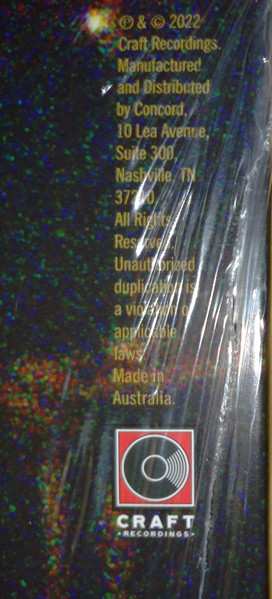 ℗ & © 2022
Craft Recordings.
Manufactured
and Distributed
by Concord,
10 Lea Avenue,
Suite 300,
Nashville, TN
37210.
All Rights
Reserved.
Unauthorized
duplication is
a violation of
applicable
laws.
Made in
Australia.
CRAFT
• RECORDINGS •